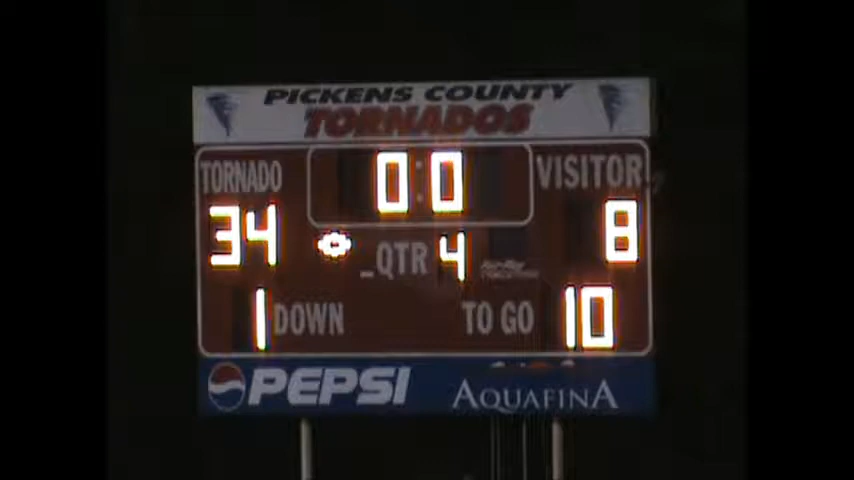 PICKENS COUNTY
TORNADOS
TORNADO 0:0 VISITOR
34 QTR 4 8
1 DOWN TO GO 10
PEPSI AQUAFINA